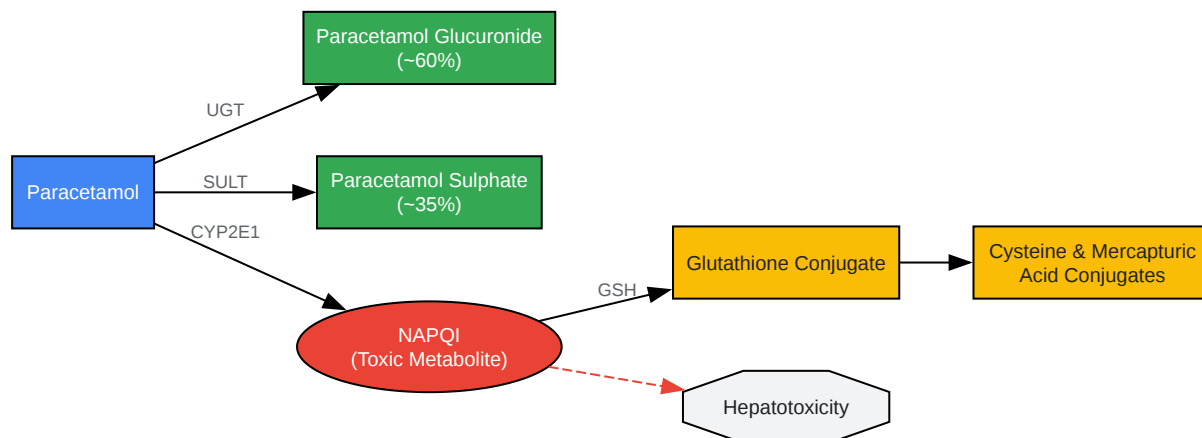 Paracetamol Glucuronide
(~60%)
UGT
Paracetamol
SULT
Paracetamol Sulphate
(~35%)
CYP2E1
NAPQI
(Toxic Metabolite)
GSH
Glutathione Conjugate
Cysteine & Mercapturic
Acid Conjugates
Hepatotoxicity